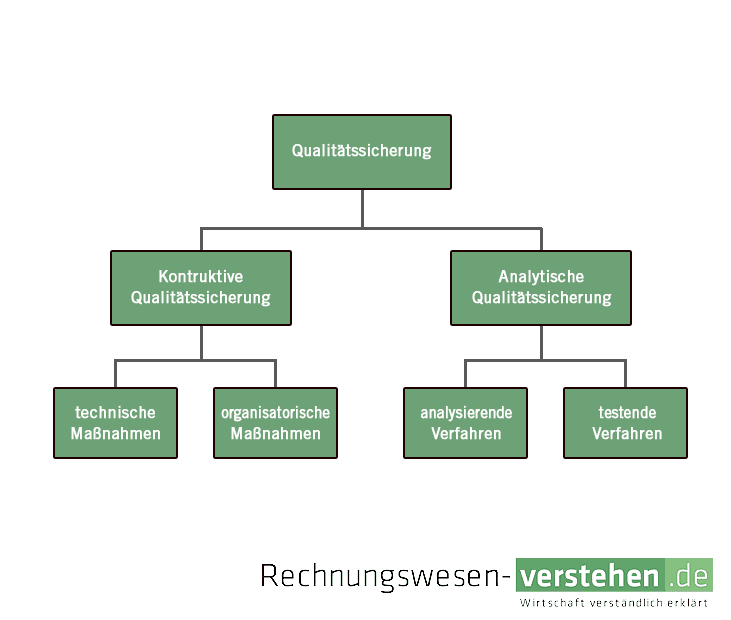 Qualitätssicherung
Kontruktive
Qualitätssicherung
Analytische
Qualitätssicherung
technische
Maßnahmen
organisatorische
Maßnahmen
analysierende
Verfahren
testende
Verfahren
Rechnungswesen-verstehen.de
Wirtschaft verständlich erklärt